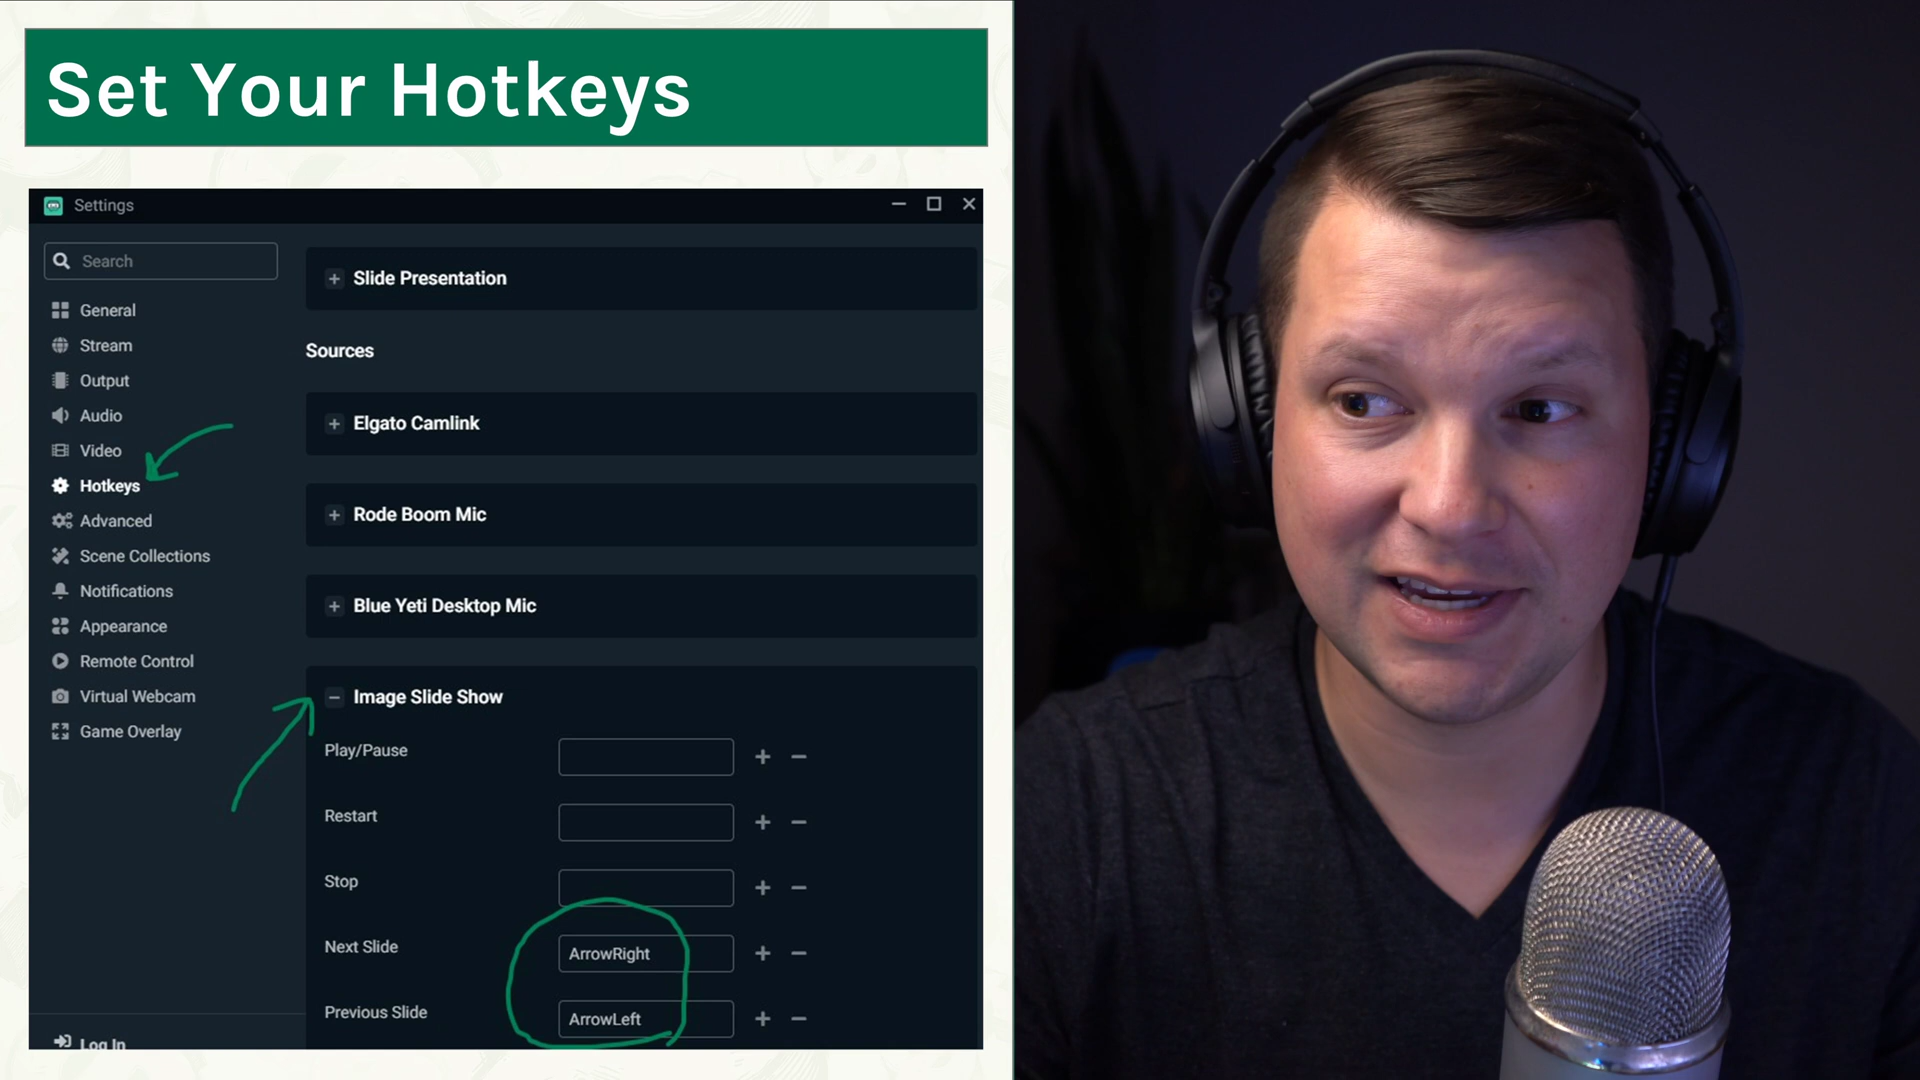 Set Your Hotkeys
Settings
Search
General
Stream
Output
Audio
Video
Hotkeys
Advanced
Scene Collections
Notifications
Appearance
Remote Control
Virtual Webcam
Game Overlay
Log In
Slide Presentation
Sources
Elgato Camlink
Rode Boom Mic
Blue Yeti Desktop Mic
Image Slide Show
Play/Pause
Restart
Stop
Next Slide ArrowRight
Previous Slide ArrowLeft